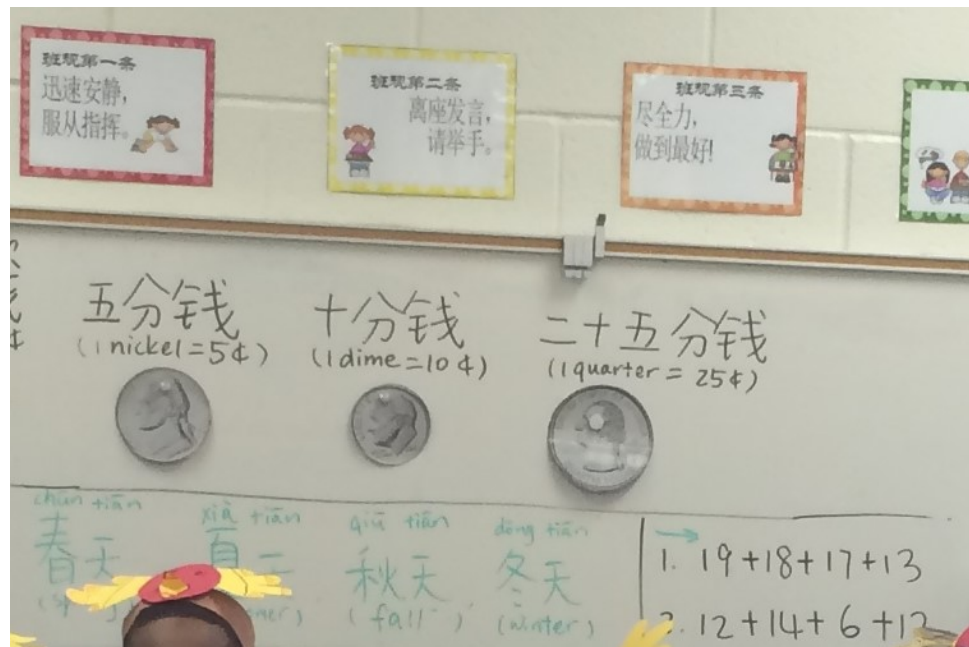 班规第一条
迅速安静，
服从指挥。
班规第二条
离座发言，
请举手。
班规第三条
尽全力，
做到最好!
五分钱
(1 nickel=5¢)
十分钱
(1 dime=10¢)
二十五分钱
(1 quarter = 25¢)
chūn tiān
春天
xià tiān
夏
qiū tiān
秋天
(fall)
dōng tiān
冬天
(winter)
1. 19+18+17+13
2. 12+14+6+